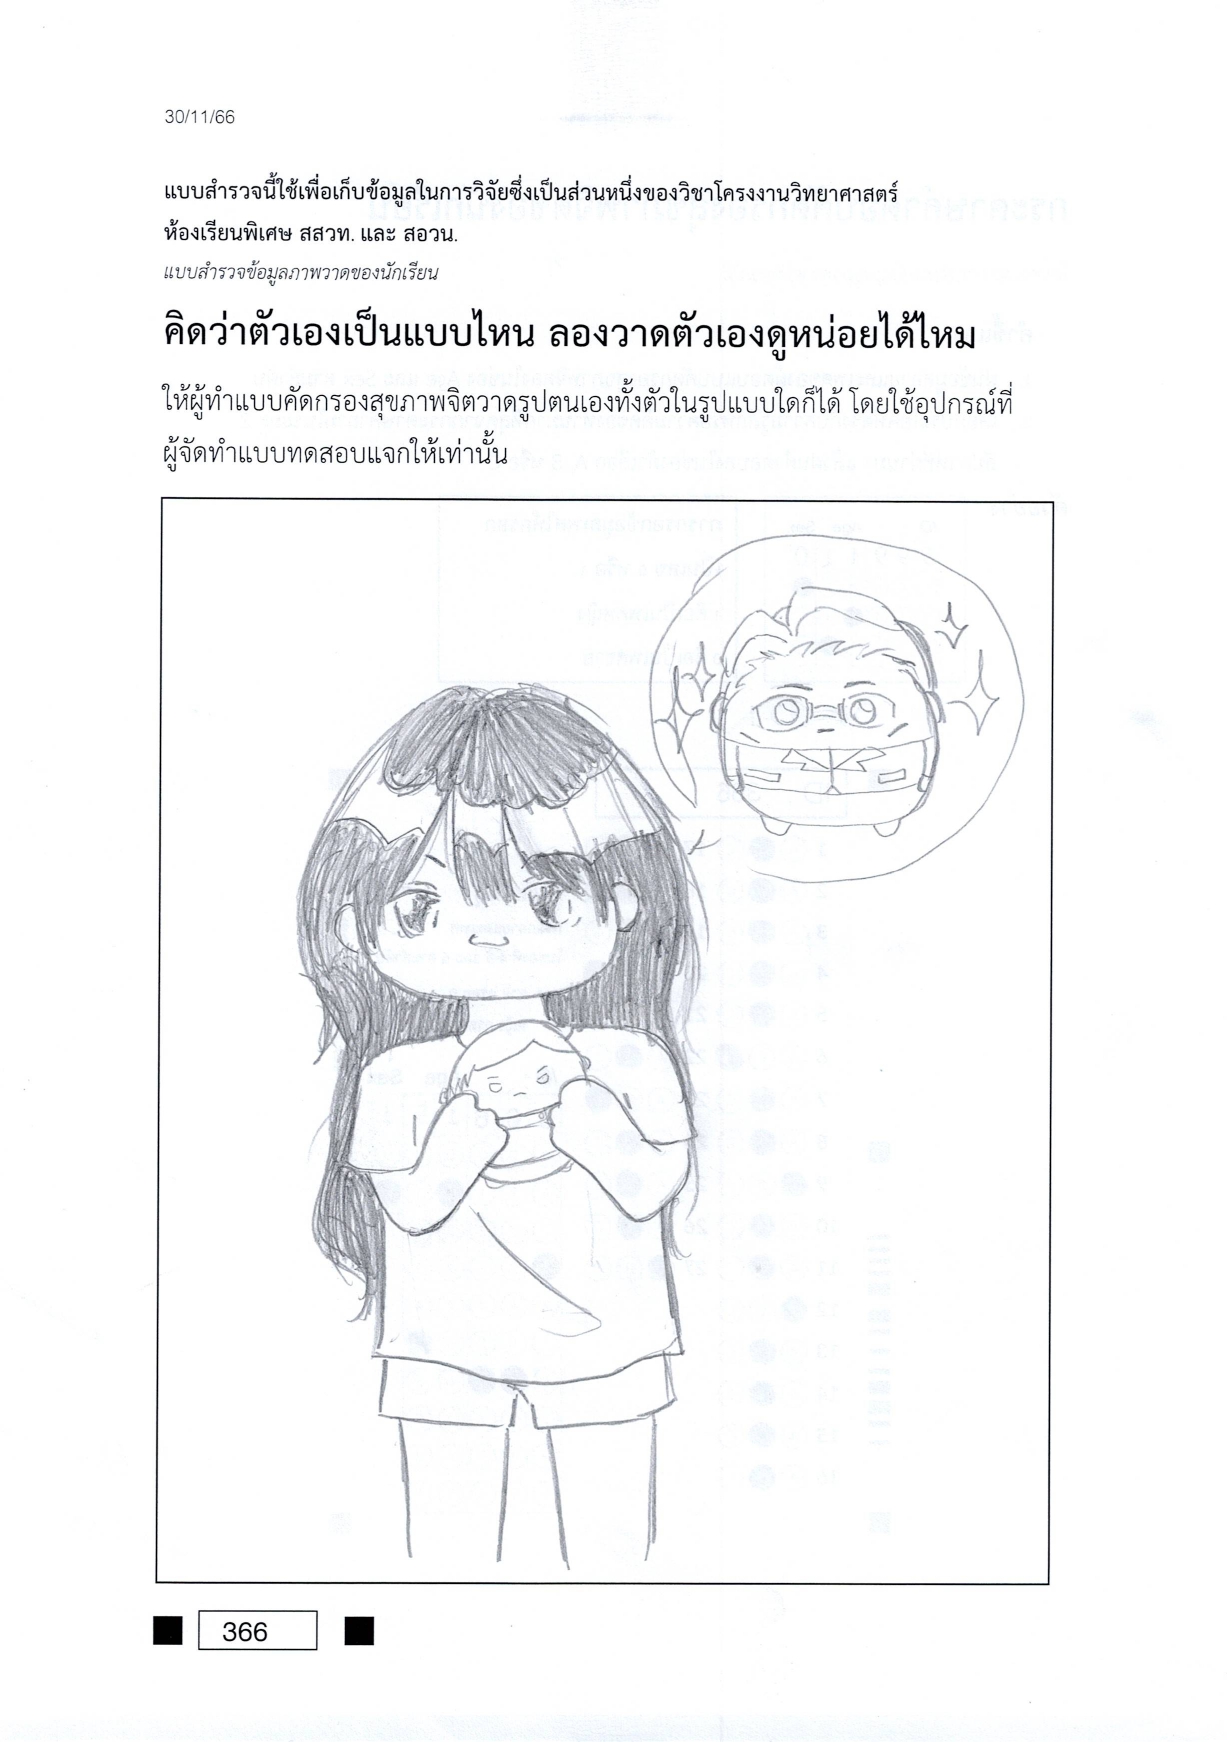 30/11/66
แบบสำรวจนี้ใช้เพื่อเก็บข้อมูลในการวิจัยซึ่งเป็นส่วนหนึ่งของวิชาโครงงานวิทยาศาสตร์
ห้องเรียนพิเศษ สสวท. และ สอวน.
แบบสำรวจข้อมูลภาพวาดของนักเรียน
คิดว่าตัวเองเป็นแบบไหน ลองวาดตัวเองดูหน่อยได้ไหม
ให้ผู้ทำแบบคัดกรองสุขภาพจิตวาดรูปตนเองทั้งตัวในรูปแบบใดก็ได้ โดยใช้อุปกรณ์ที่
ผู้จัดทำแบบทดสอบแจกให้เท่านั้น
366